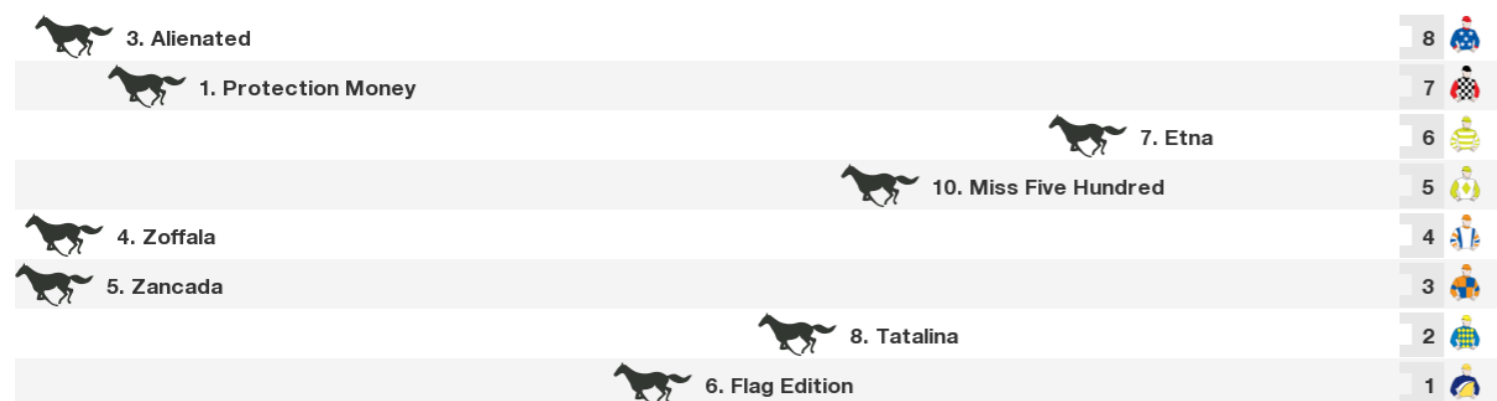 3. Alienated 8
1. Protection Money 7
7. Etna 6
10. Miss Five Hundred 5
4. Zoffala 4
5. Zancada 3
8. Tatalina 2
6. Flag Edition 1